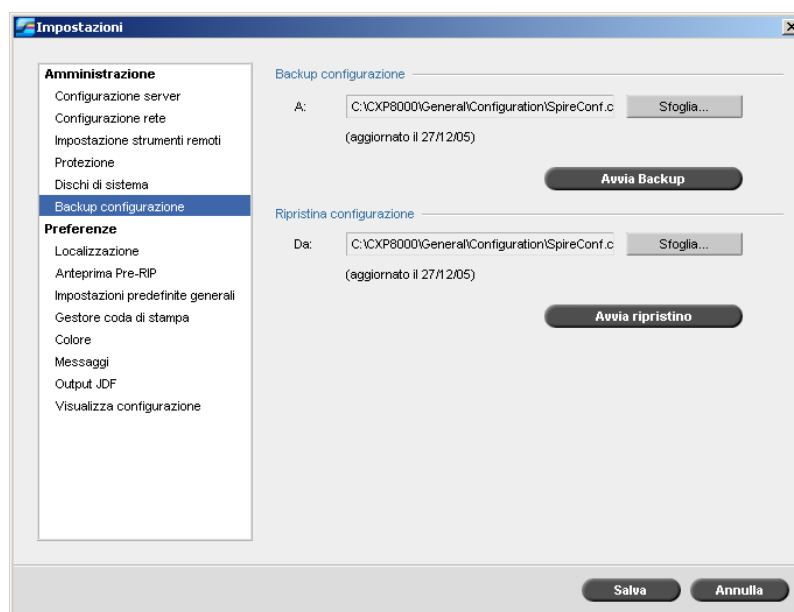 Impostazioni
Amministrazione
Configurazione server
Configurazione rete
Impostazione strumenti remoti
Protezione
Dischi di sistema
Backup configurazione
Preferenze
Localizzazione
Anteprima Pre-RIP
Impostazioni predefinite generali
Gestore coda di stampa
Colore
Messaggi
Output JDF
Visualizza configurazione
Backup configurazione
A: C:\CXP8000\General\Configuration\SpireConf.c Sfoglia...
(aggiornato il 27/12/05)
Avvia Backup
Ripristina configurazione
Da: C:\CXP8000\General\Configuration\SpireConf.c Sfoglia...
(aggiornato il 27/12/05)
Avvia ripristino
Salva Annulla